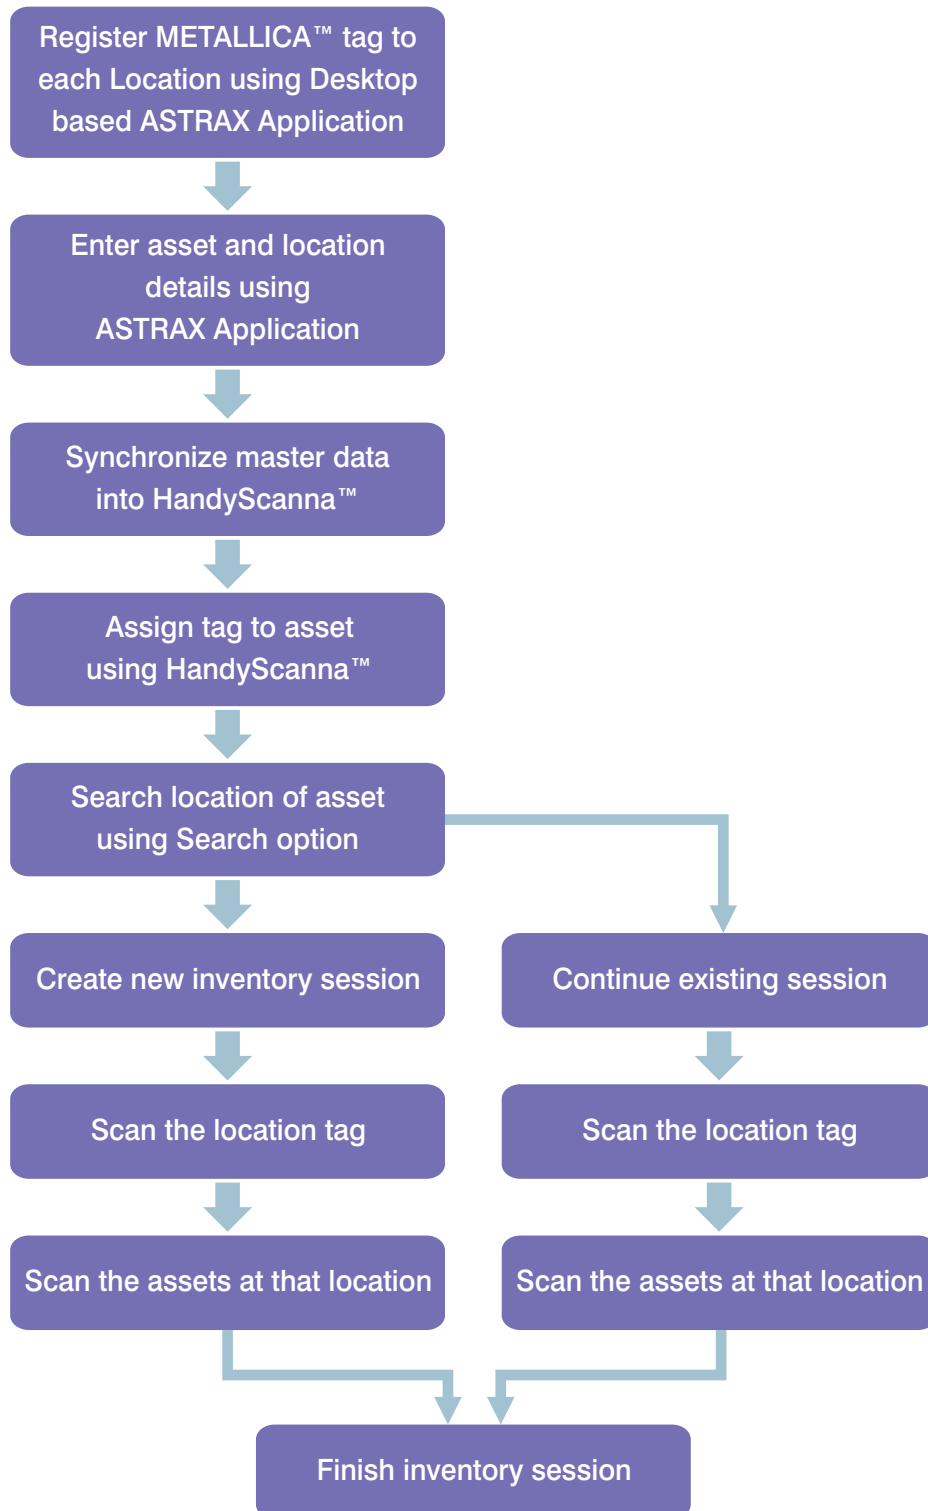 Register METALLICA™ tag to
each Location using Desktop
based ASTRAX Application
Enter asset and location
details using
ASTRAX Application
Synchronize master data
into HandyScanna™
Assign tag to asset
using HandyScanna™
Search location of asset
using Search option
Create new inventory session
Continue existing session
Scan the location tag
Scan the location tag
Scan the assets at that location
Scan the assets at that location
Finish inventory session